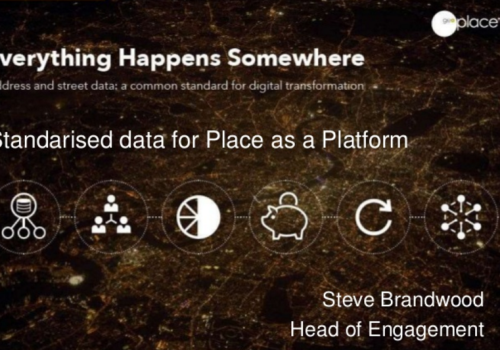 geoplace
verything Happens Somewhere
ddress and street data: a common standard for digital transformation
Standarised data for Place as a Platform
Steve Brandwood
Head of Engagement